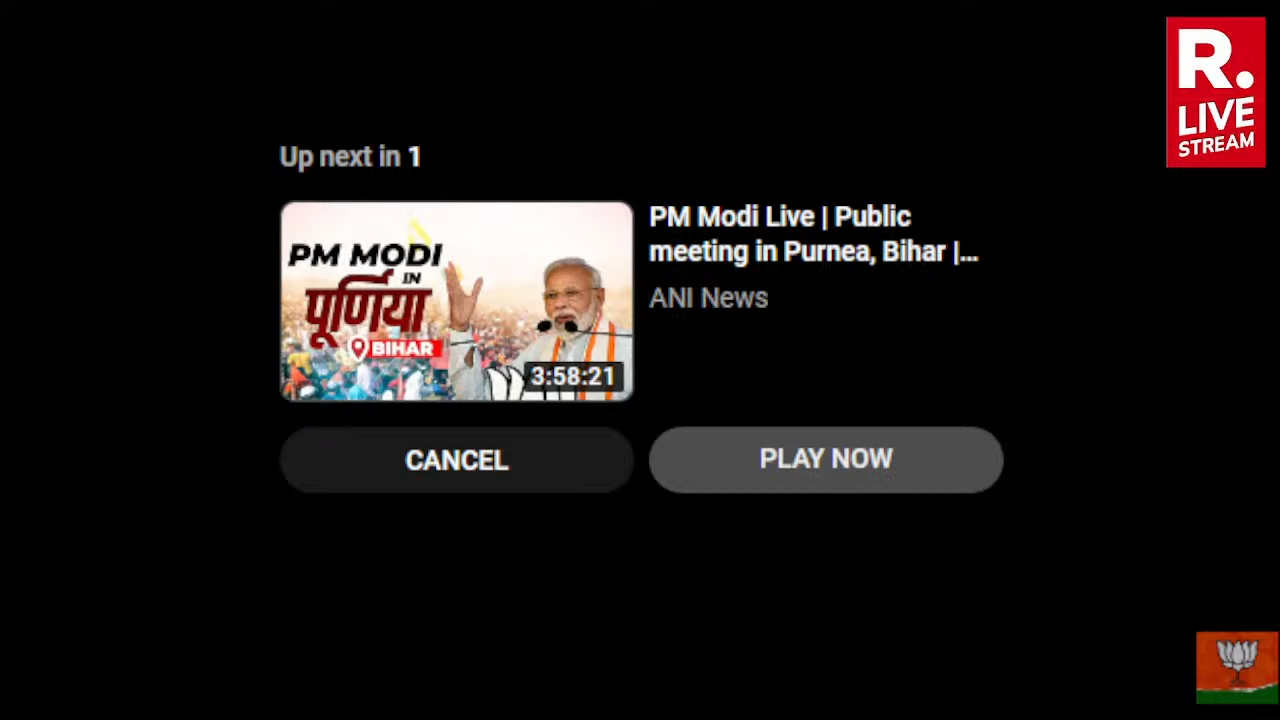 R.
LIVE
STREAM
Up next in 1
PM MODI
IN
पूर्णिया
BIHAR
3:58:21
PM Modi Live | Public
meeting in Purnea, Bihar |...
ANI News
CANCEL
PLAY NOW